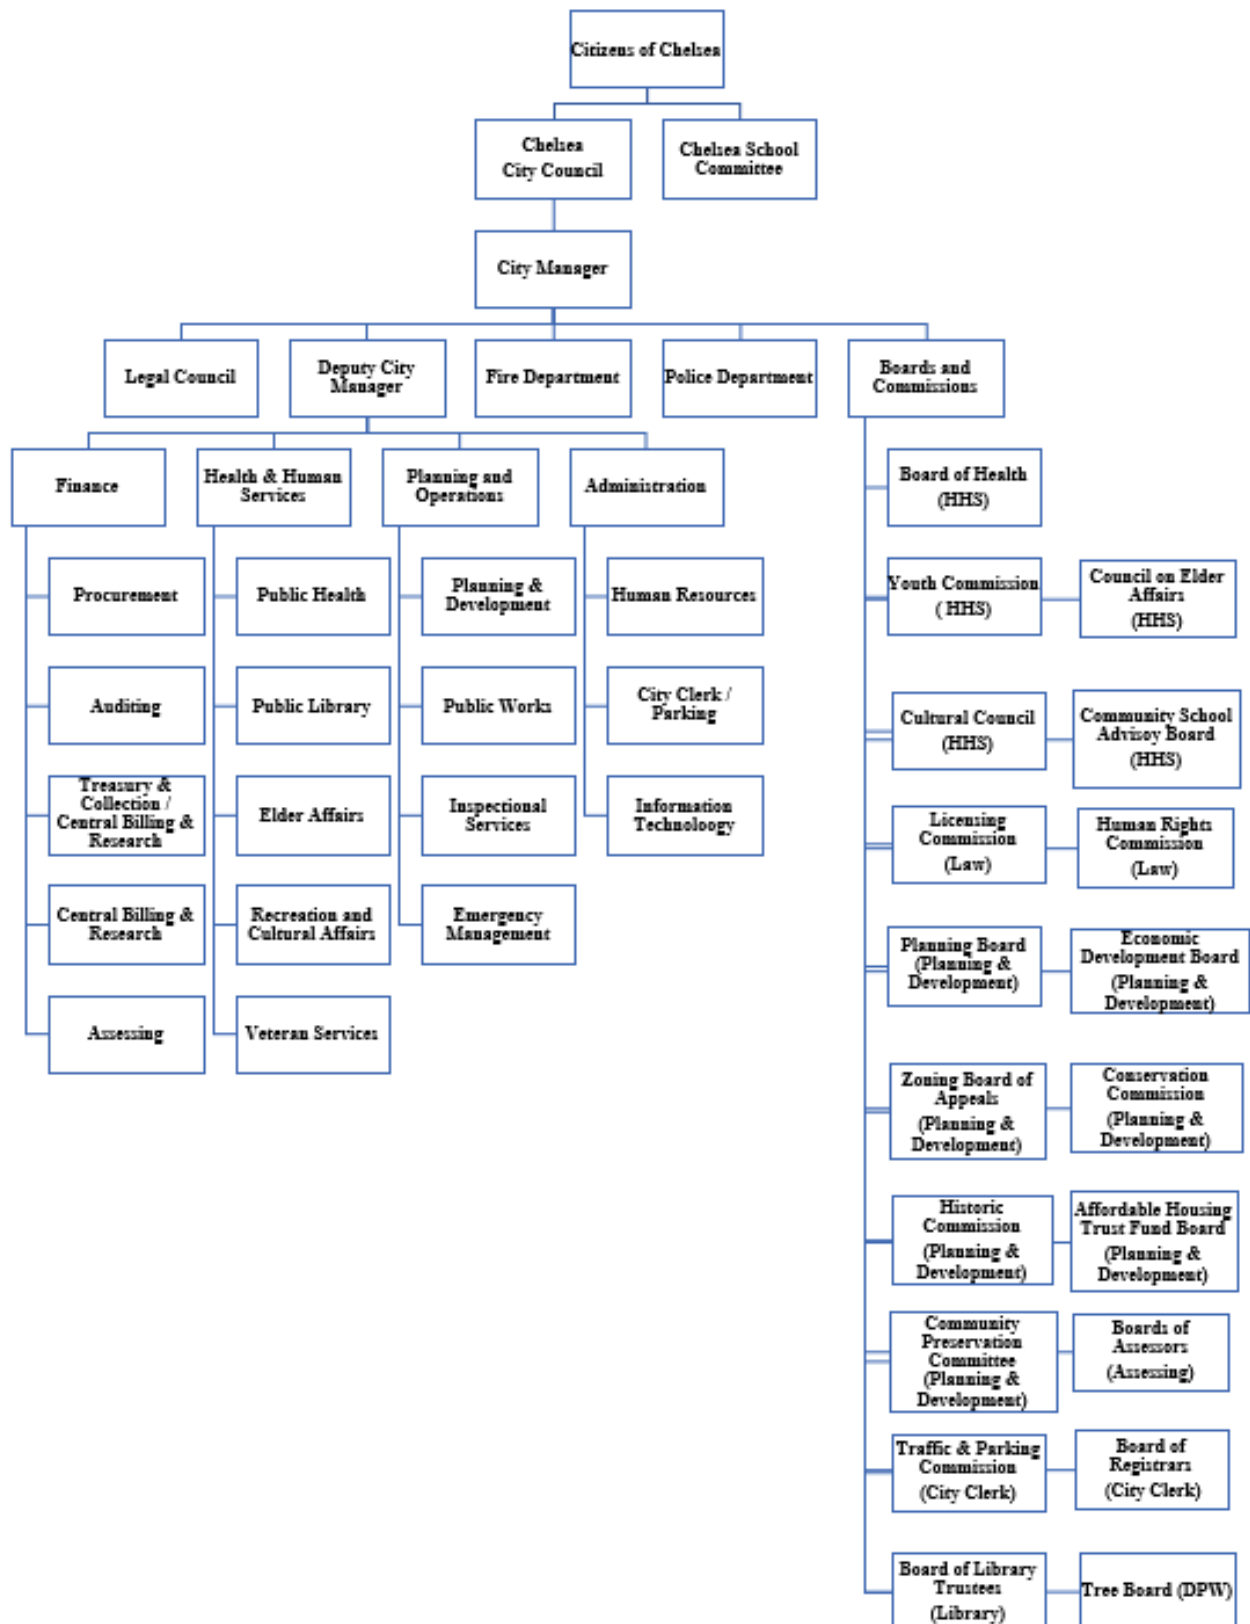 Citizens of Chelsea
Chelsea
City Council
Chelsea School
Committee
City Manager
Legal Council
Deputy City
Manager
Fire Department
Police Department
Boards and
Commissions
Finance
Health & Human
Services
Planning and
Operations
Administration
Board of Health
(HHS)
Procurement
Public Health
Planning &
Development
Human Resources
Youth Commission
( HHS)
Council on Elder
Affairs
(HHS)
Auditing
Public Library
Public Works
City Clerk /
Parking
Cultural Council
(HHS)
Community School
Advisoy Board
(HHS)
Treasury &
Collection /
Central Billing &
Research
Elder Affairs
Inspectional
Services
Information
Technoloogy
Licensing
Commission
(Law)
Human Rights
Commission
(Law)
Central Billing &
Research
Recreation and
Cultural Affairs
Emergency
Management
Planning Board
(Planning &
Development)
Economic
Development Board
(Planning &
Development)
Assessing
Veteran Services
Zoning Board of
Appeals
(Planning &
Development)
Conservation
Commission
(Planning &
Development)
Historic
Commission
(Planning &
Development)
Affordable Housing
Trust Fund Board
(Planning &
Development)
Community
Preservation
Committee
(Planning &
Development)
Boards of
Assessors
(Assessing)
Traffic & Parking
Commission
(City Clerk)
Board of
Registrars
(City Clerk)
Board of Library
Trustees
(Library)
Tree Board (DPW)